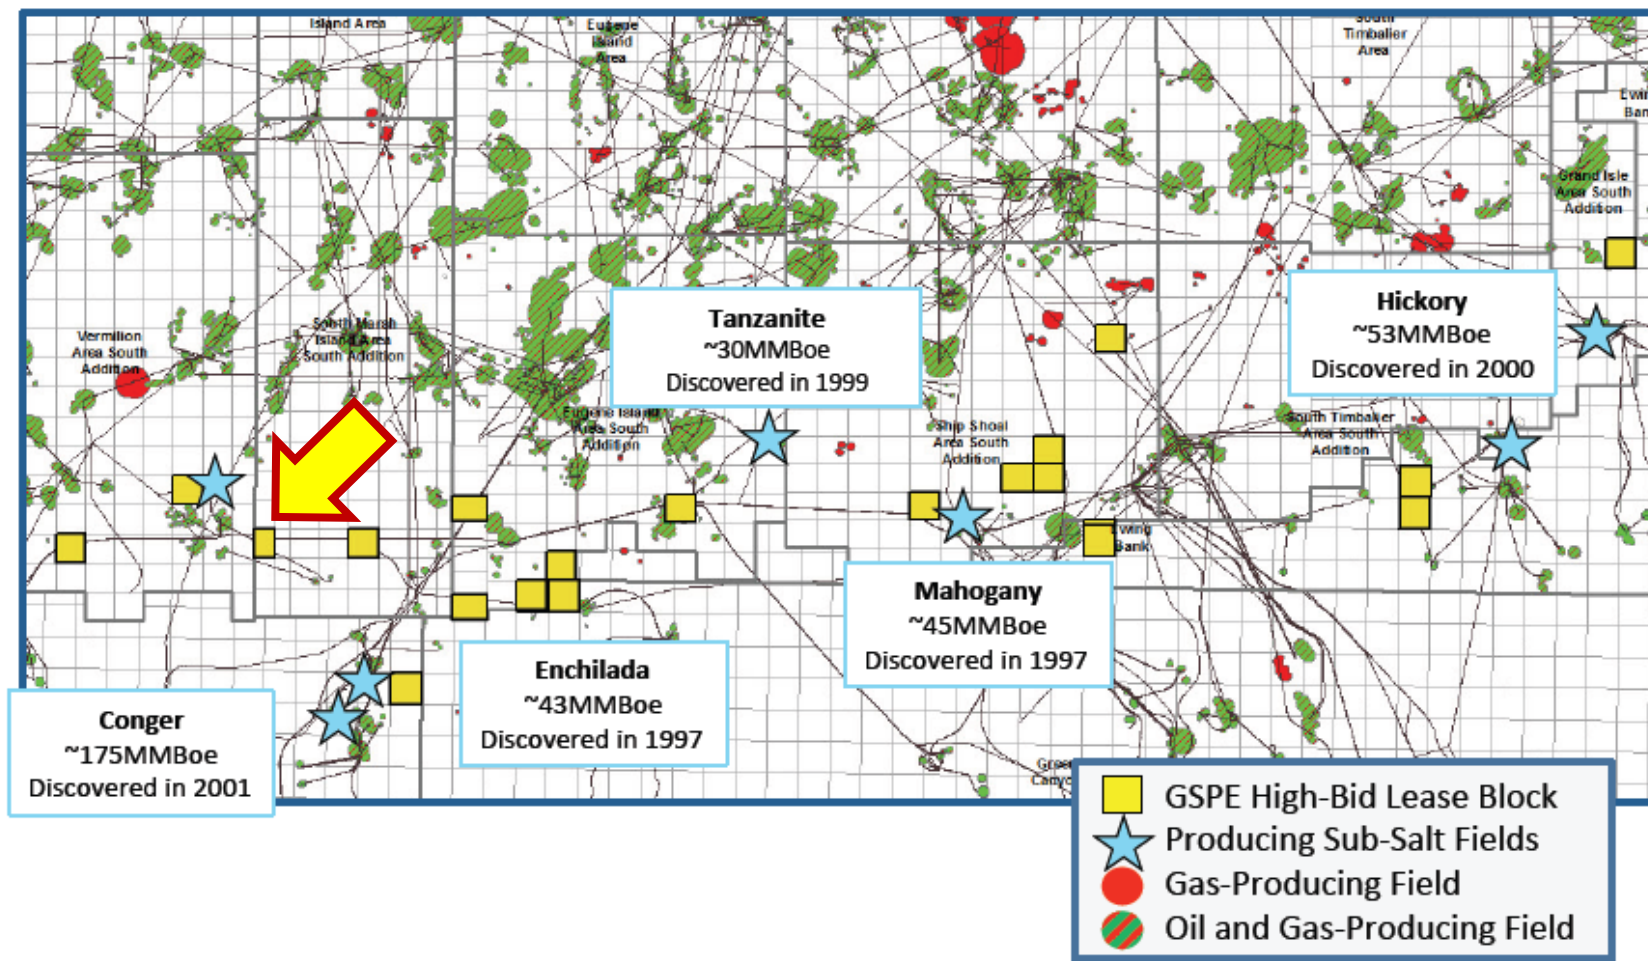 Island Area
Eugene
Island
Area
South
Timbalier
Area
Grand Isle
Area South
Addition
Vermilion
Area South
Addition
South Marsh
Island Area
South Addition
Tanzanite
~30MMBoe
Discovered in 1999
Hickory
~53MMBoe
Discovered in 2000
Eugene Island
Area South
Addition
Ship Shoal
Area South
Addition
South Timbalier
Area South
Addition
Ewing
Bank
Mahogany
~45MMBoe
Discovered in 1997
Enchilada
~43MMBoe
Discovered in 1997
Conger
~175MMBoe
Discovered in 2001
GSPE High-Bid Lease Block
Producing Sub-Salt Fields
Gas-Producing Field
Oil and Gas-Producing Field